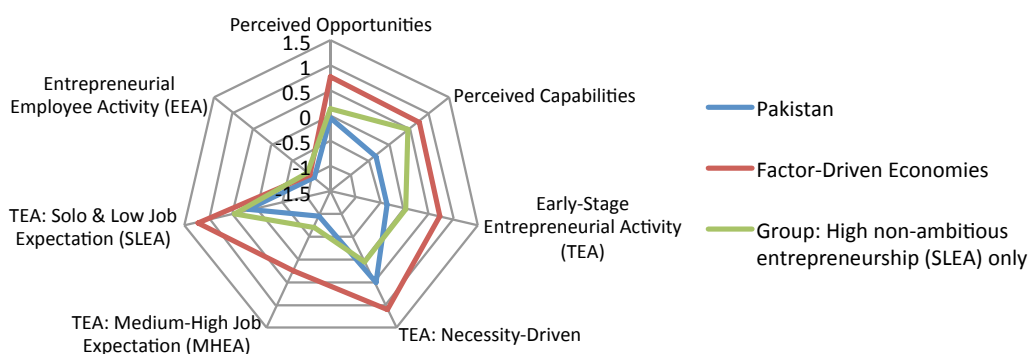 Perceived Opportunities
1.5
1
0.5
0
-0.5
-1
-1.5
Perceived Capabilities
Early-Stage
Entrepreneurial Activity
(TEA)
TEA: Necessity-Driven
TEA: Medium-High Job
Expectation (MHEA)
TEA: Solo & Low Job
Expectation (SLEA)
Entrepreneurial
Employee Activity (EEA)
Pakistan
Factor-Driven Economies
Group: High non-ambitious
entrepreneurship (SLEA) only